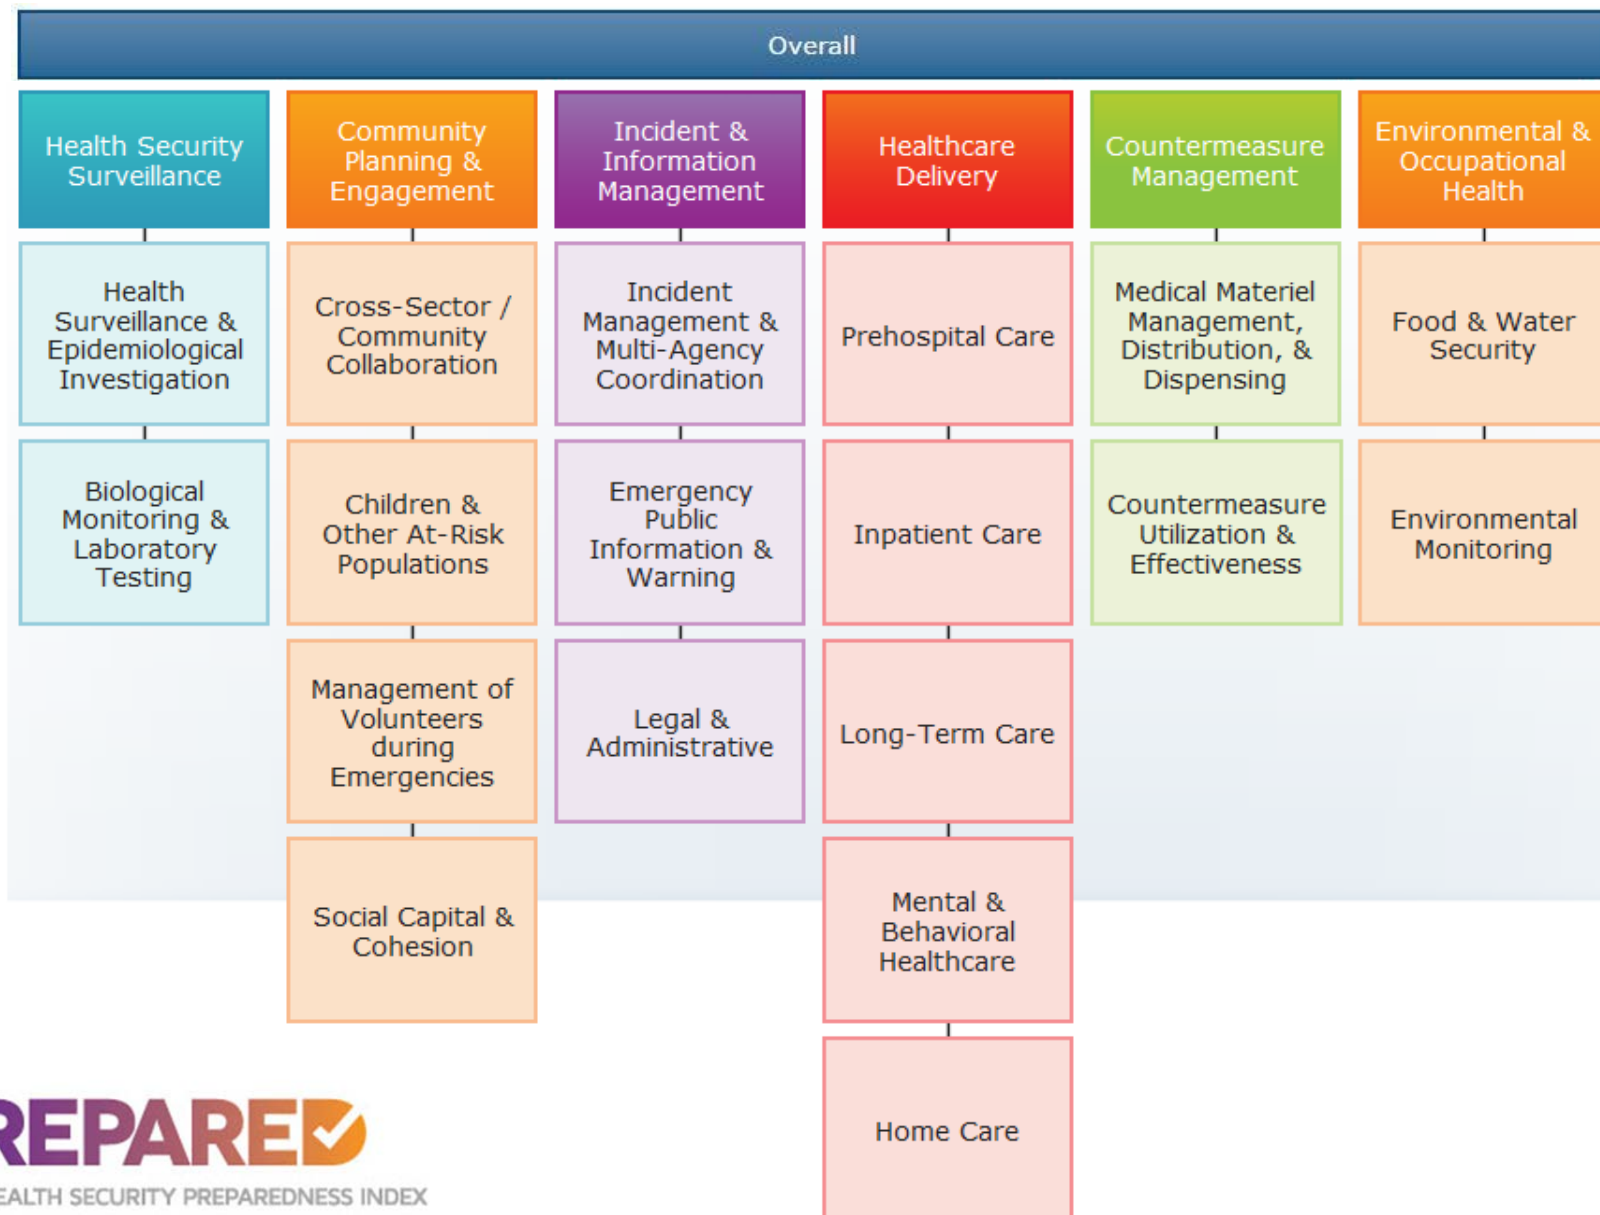 Overall
Health Security
Surveillance
Community
Planning &
Engagement
Incident &
Information
Management
Healthcare
Delivery
Countermeasure
Management
Environmental &
Occupational
Health
Health
Surveillance &
Epidemiological
Investigation
Cross-Sector /
Community
Collaboration
Incident
Management &
Multi-Agency
Coordination
Prehospital Care
Medical Materiel
Management,
Distribution, &
Dispensing
Food & Water
Security
Biological
Monitoring &
Laboratory
Testing
Children &
Other At-Risk
Populations
Emergency
Public
Information &
Warning
Inpatient Care
Countermeasure
Utilization &
Effectiveness
Environmental
Monitoring
Management of
Volunteers
during
Emergencies
Legal &
Administrative
Long-Term Care
Social Capital &
Cohesion
Mental &
Behavioral
Healthcare
Home Care
REPARED
EALTH SECURITY PREPAREDNESS INDEX